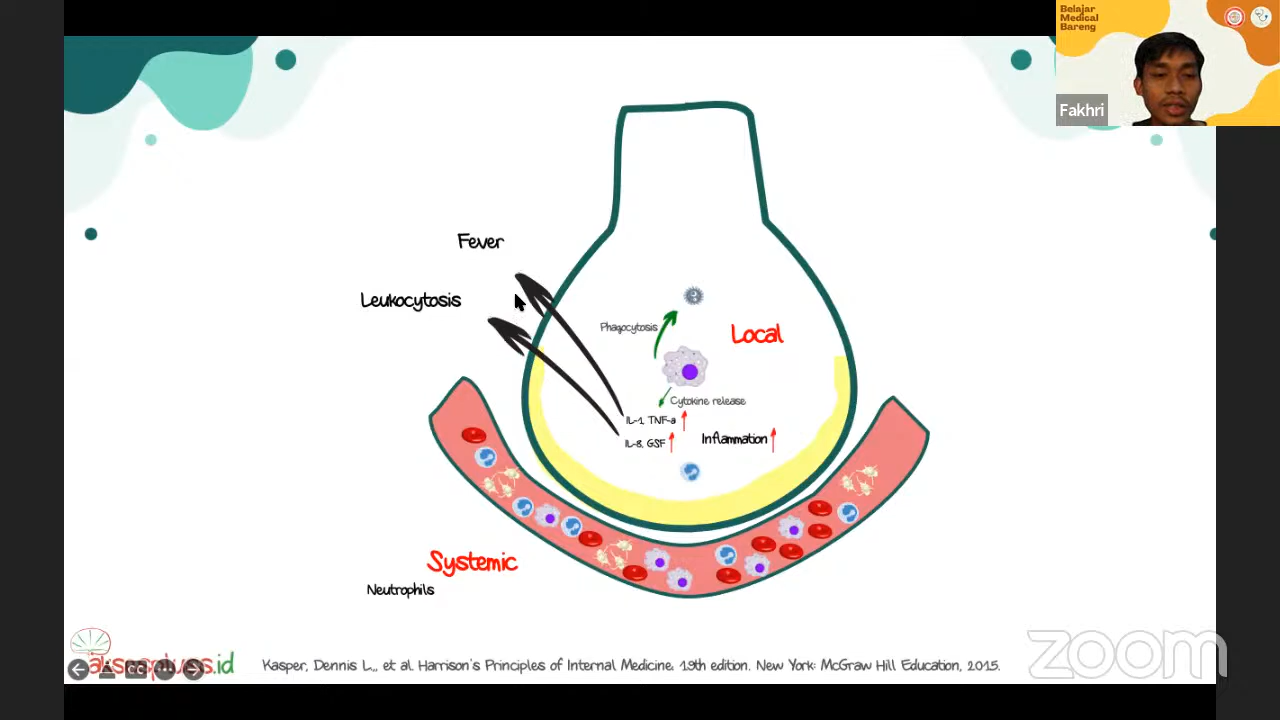 Belajar
Medical
Bareng
Fakhri
Fever
Leukocytosis
Phagocytosis
Local
Cytokine release
IL-1, TNF-a
IL-8, GSF
Inflammation
Systemic
Neutrophils
Kasper, Dennis L., et al. Harrison's Principles of Internal Medicine: 19th edition. New York: McGraw Hill Education, 2015.
zoom